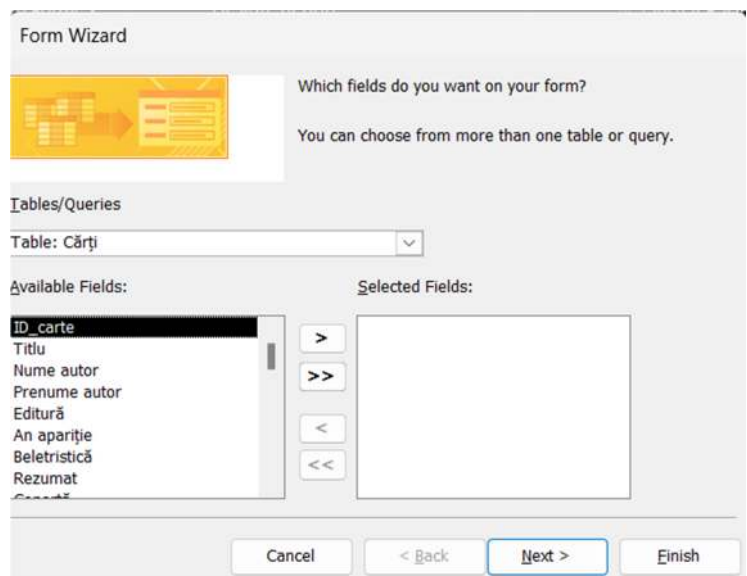 Form Wizard
Which fields do you want on your form?
You can choose from more than one table or query.
Tables/Queries
Table: Cărți
Available Fields:
Selected Fields:
ID_carte
Titlu
Nume autor
Prenume autor
Editură
An apariție
Beletristică
Rezumat
>
>>
<
<<
Cancel
< Back
Next >
Finish